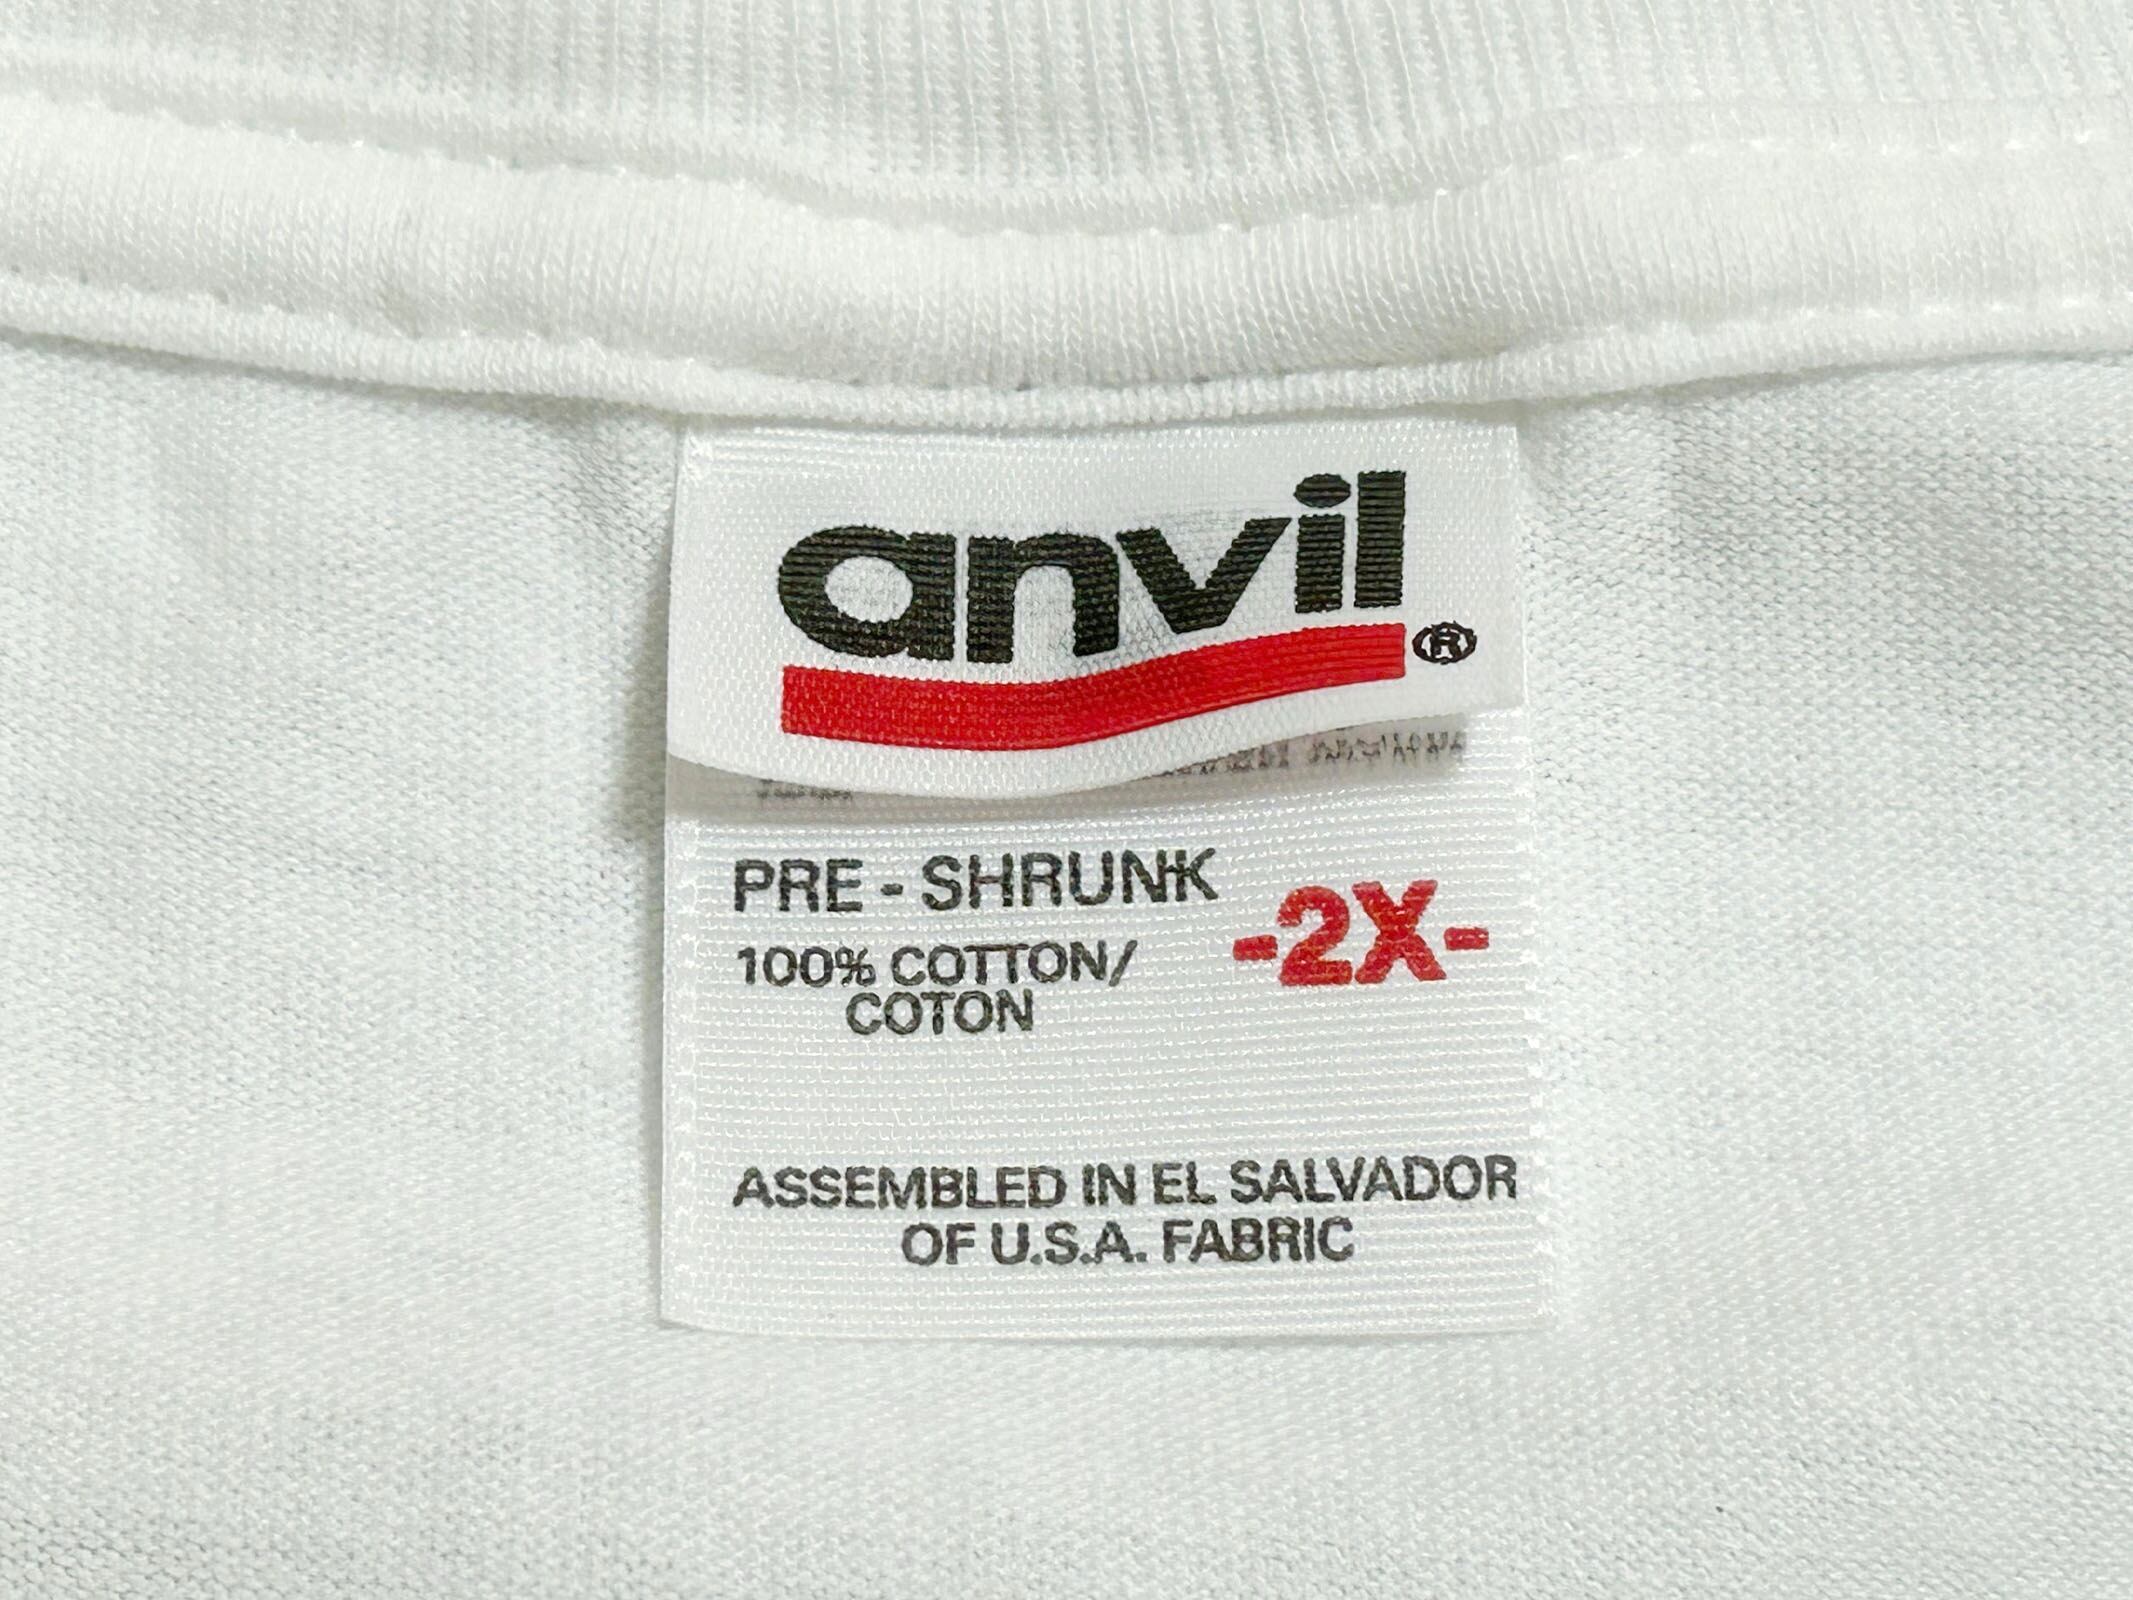 anvil ®
PRE - SHRUNK
-2X-
100% COTTON/
COTON
ASSEMBLED IN EL SALVADOR
OF U.S.A. FABRIC